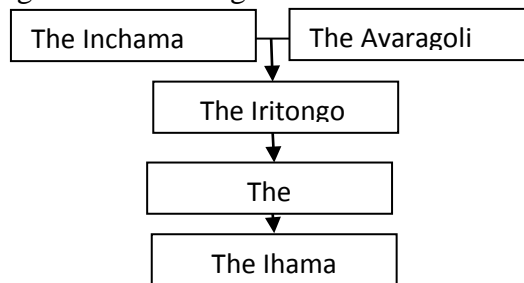 The Inchama
The Avaragoli
The Iritongo
The
The Ihama